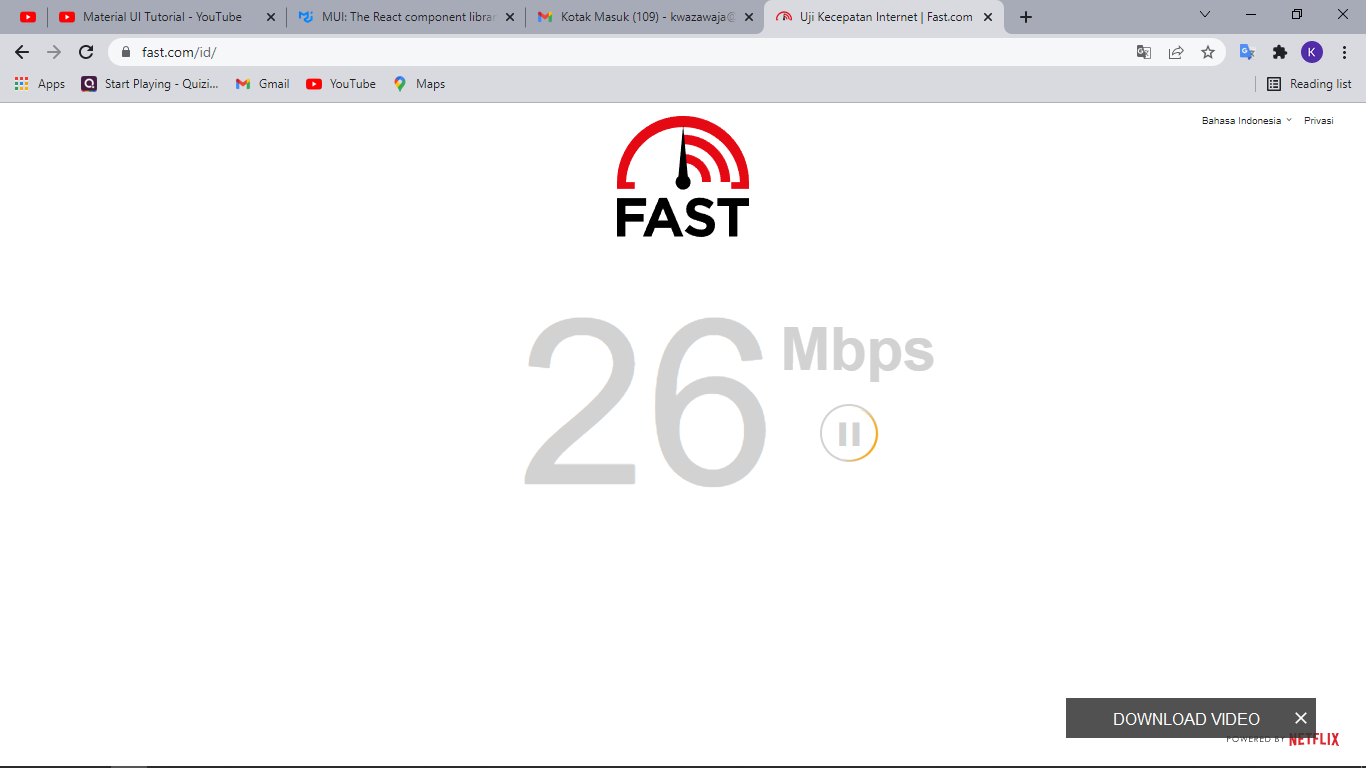 Material UI Tutorial - YouTube
MUI: The React component librar
Kotak Masuk (109) - kwazawaja@
Uji Kecepatan Internet | Fast.com
fast.com/id/
K
Apps
Start Playing - Quizi...
Gmail
YouTube
Maps
Reading list
Bahasa Indonesia
Privasi
FAST
26 Mbps
DOWNLOAD VIDEO
POWERED BY NETFLIX